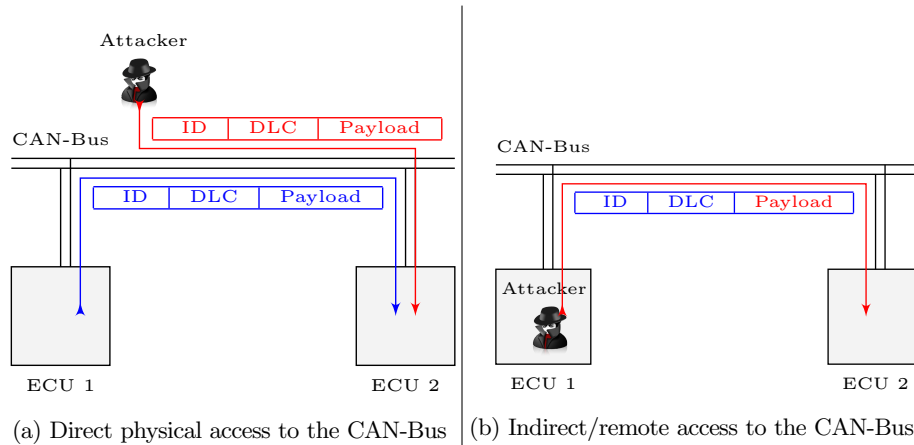 Attacker
ID DLC Payload
CAN-Bus
ID DLC Payload
ECU 1
ECU 2
(a) Direct physical access to the CAN-Bus
CAN-Bus
ID DLC Payload
Attacker
ECU 1
ECU 2
(b) Indirect/remote access to the CAN-Bus